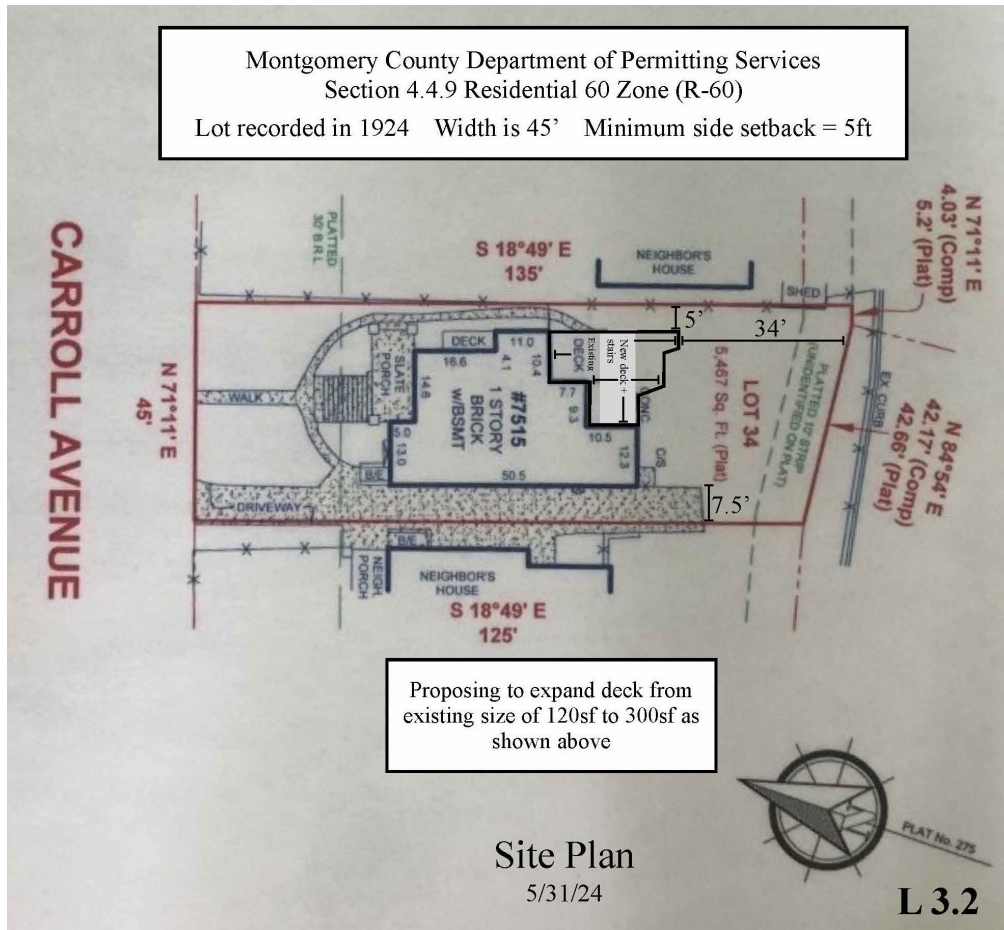 Montgomery County Department of Permitting Services
Section 4.4.9 Residential 60 Zone (R-60)
Lot recorded in 1924 Width is 45’ Minimum side setback = 5ft
CARROLL AVENUE
N 71°11' E
45'
PLATTED
30' B.R.L
S 18°49' E
135'
NEIGHBOR'S
HOUSE
SHED
N 71°11' E
4.03' (Comp)
5.2' (Plat)
5’
34’
DECK
11.0
16.6
4.1
10.4
DECK
Existing
New deck +
stairs
7.7
9.3
CONC.
10.5
SLATE
PORCH
14.6
5.0
13.0
WALK
#7515
1 STORY
BRICK
w/BSMT
12.3
C/S
50.5
B/E
DRIVEWAY
7.5’
LOT 34
5,467 Sq. Ft. (Plat)
PLATTED 10' STRIP
(UNIDENTIFIED ON PLAT)
EX CURB
N 84°54' E
42.17' (Comp)
42.66' (Plat)
B/E
NEIGH.
PORCH
NEIGHBOR'S
HOUSE
S 18°49' E
125'
Proposing to expand deck from
existing size of 120sf to 300sf as
shown above
Site Plan
5/31/24
PLAT No. 275
L 3.2